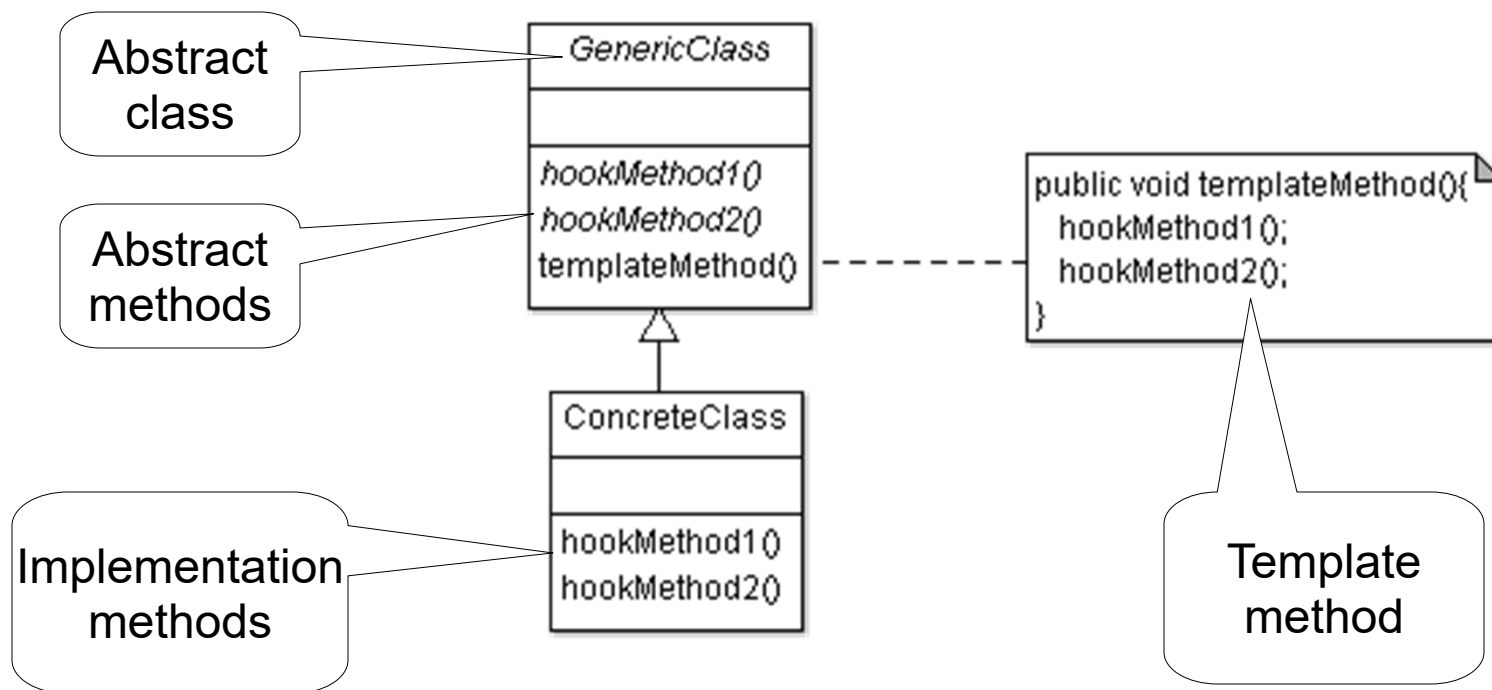 Abstract
class
GenericClass
hookMethod1()
hookMethod2()
templateMethod()
Abstract
methods
public void templateMethod(){
hookMethod1();
hookMethod2();
}
ConcreteClass
hookMethod1()
hookMethod2()
Implementation
methods
Template
method